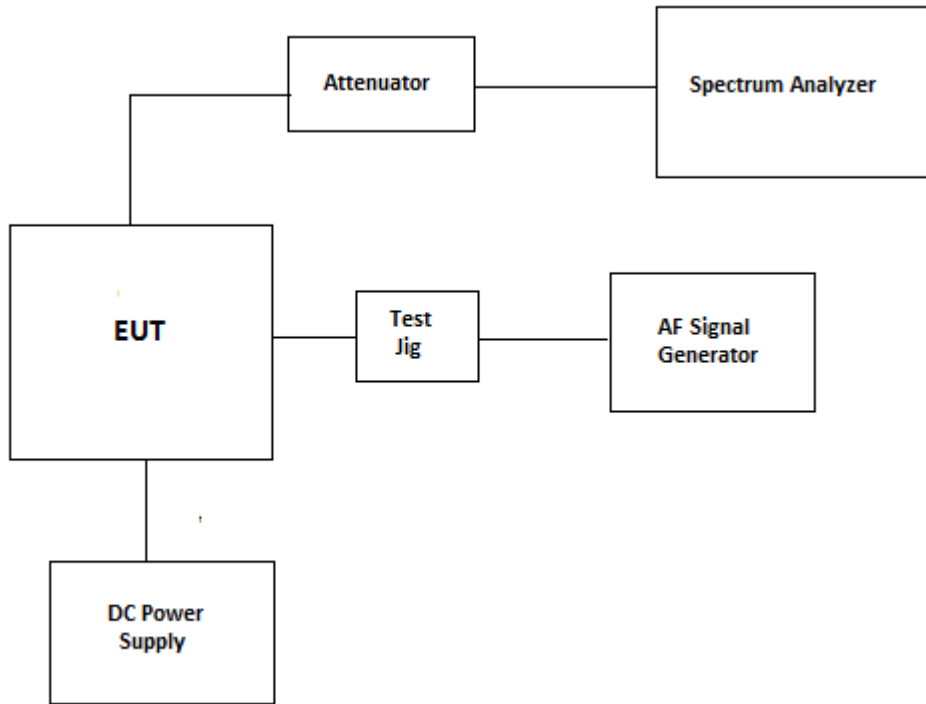 Attenuator
Spectrum Analyzer
EUT
Test
Jig
AF Signal
Generator
DC Power
Supply